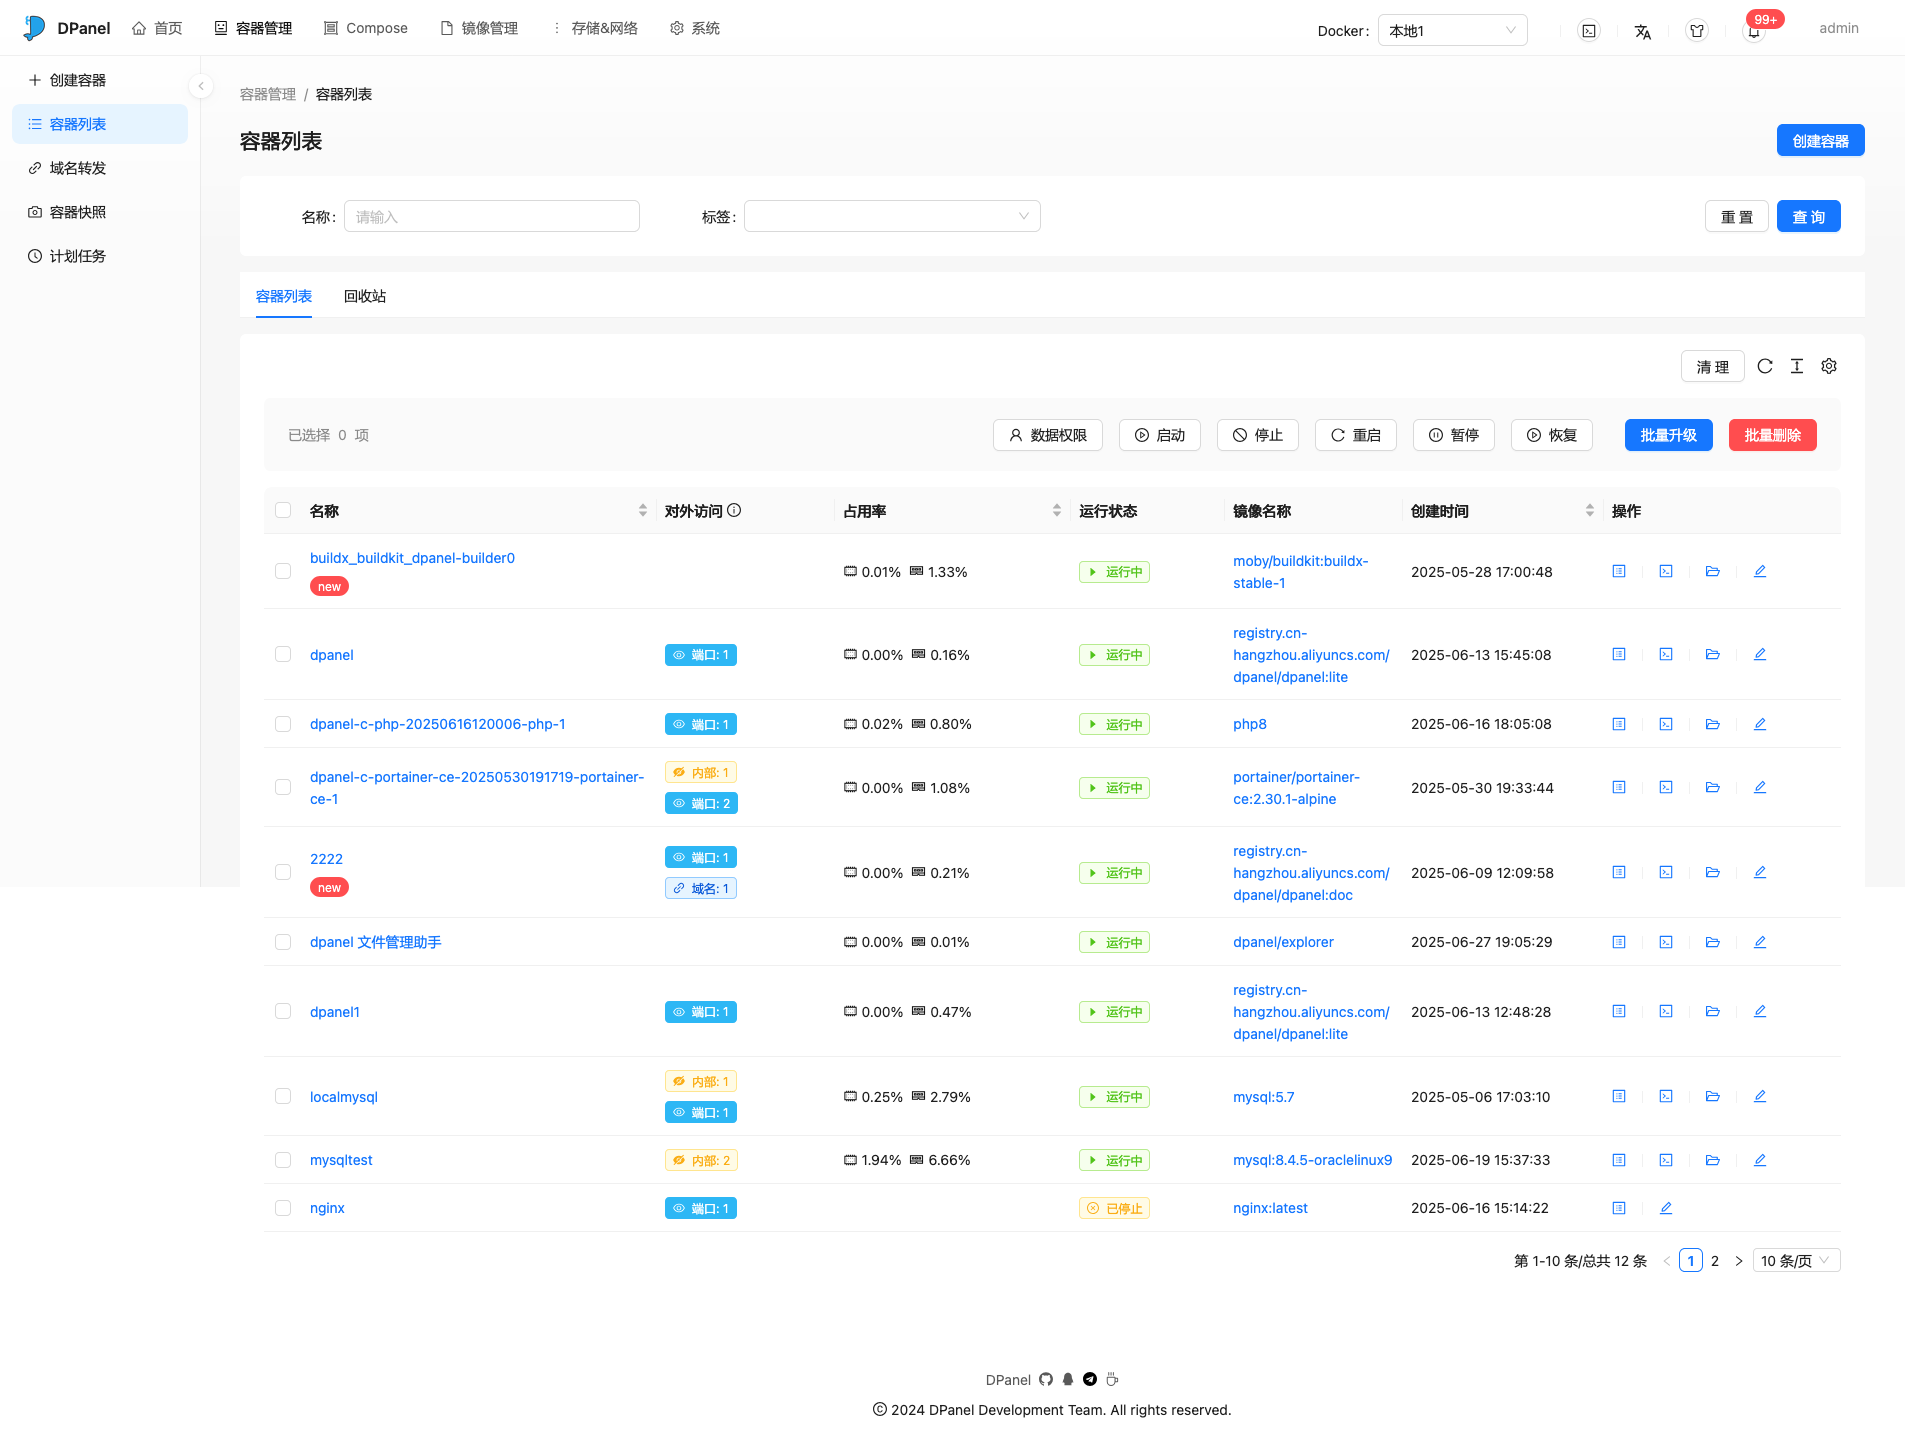 DPanel 首页 容器管理 Compose 镜像管理 存储&网络 系统 Docker: 本地1 99+ admin
创建容器
容器列表
域名转发
容器快照
计划任务
容器管理 / 容器列表
容器列表 创建容器
名称: 请输入 标签: 重 置 查 询
容器列表 回收站
清 理
已选择 0 项 数据权限 启动 停止 重启 暂停 恢复 批量升级 批量删除
名称 对外访问 占用率 运行状态 镜像名称 创建时间 操作
buildx_buildkit_dpanel-builder0
new
0.01% 1.33% 运行中
moby/buildkit:buildx-
stable-1
2025-05-28 17:00:48
dpanel 端口: 1 0.00% 0.16% 运行中
registry.cn-
hangzhou.aliyuncs.com/
dpanel/dpanel:lite
2025-06-13 15:45:08
dpanel-c-php-20250616120006-php-1 端口: 1 0.02% 0.80% 运行中 php8 2025-06-16 18:05:08
dpanel-c-portainer-ce-20250530191719-portainer-
ce-1
内部: 1
端口: 2
0.00% 1.08% 运行中
portainer/portainer-
ce:2.30.1-alpine
2025-05-30 19:33:44
2222
new
端口: 1
域名: 1
0.00% 0.21% 运行中
registry.cn-
hangzhou.aliyuncs.com/
dpanel/dpanel:doc
2025-06-09 12:09:58
dpanel 文件管理助手 0.00% 0.01% 运行中 dpanel/explorer 2025-06-27 19:05:29
dpanel1 端口: 1 0.00% 0.47% 运行中
registry.cn-
hangzhou.aliyuncs.com/
dpanel/dpanel:lite
2025-06-13 12:48:28
localmysql
内部: 1
端口: 1
0.25% 2.79% 运行中 mysql:5.7 2025-05-06 17:03:10
mysqltest 内部: 2 1.94% 6.66% 运行中 mysql:8.4.5-oraclelinux9 2025-06-19 15:37:33
nginx 端口: 1 已停止 nginx:latest 2025-06-16 15:14:22
第 1-10 条/总共 12 条 < 1 2 > 10 条/页
DPanel
© 2024 DPanel Development Team. All rights reserved.